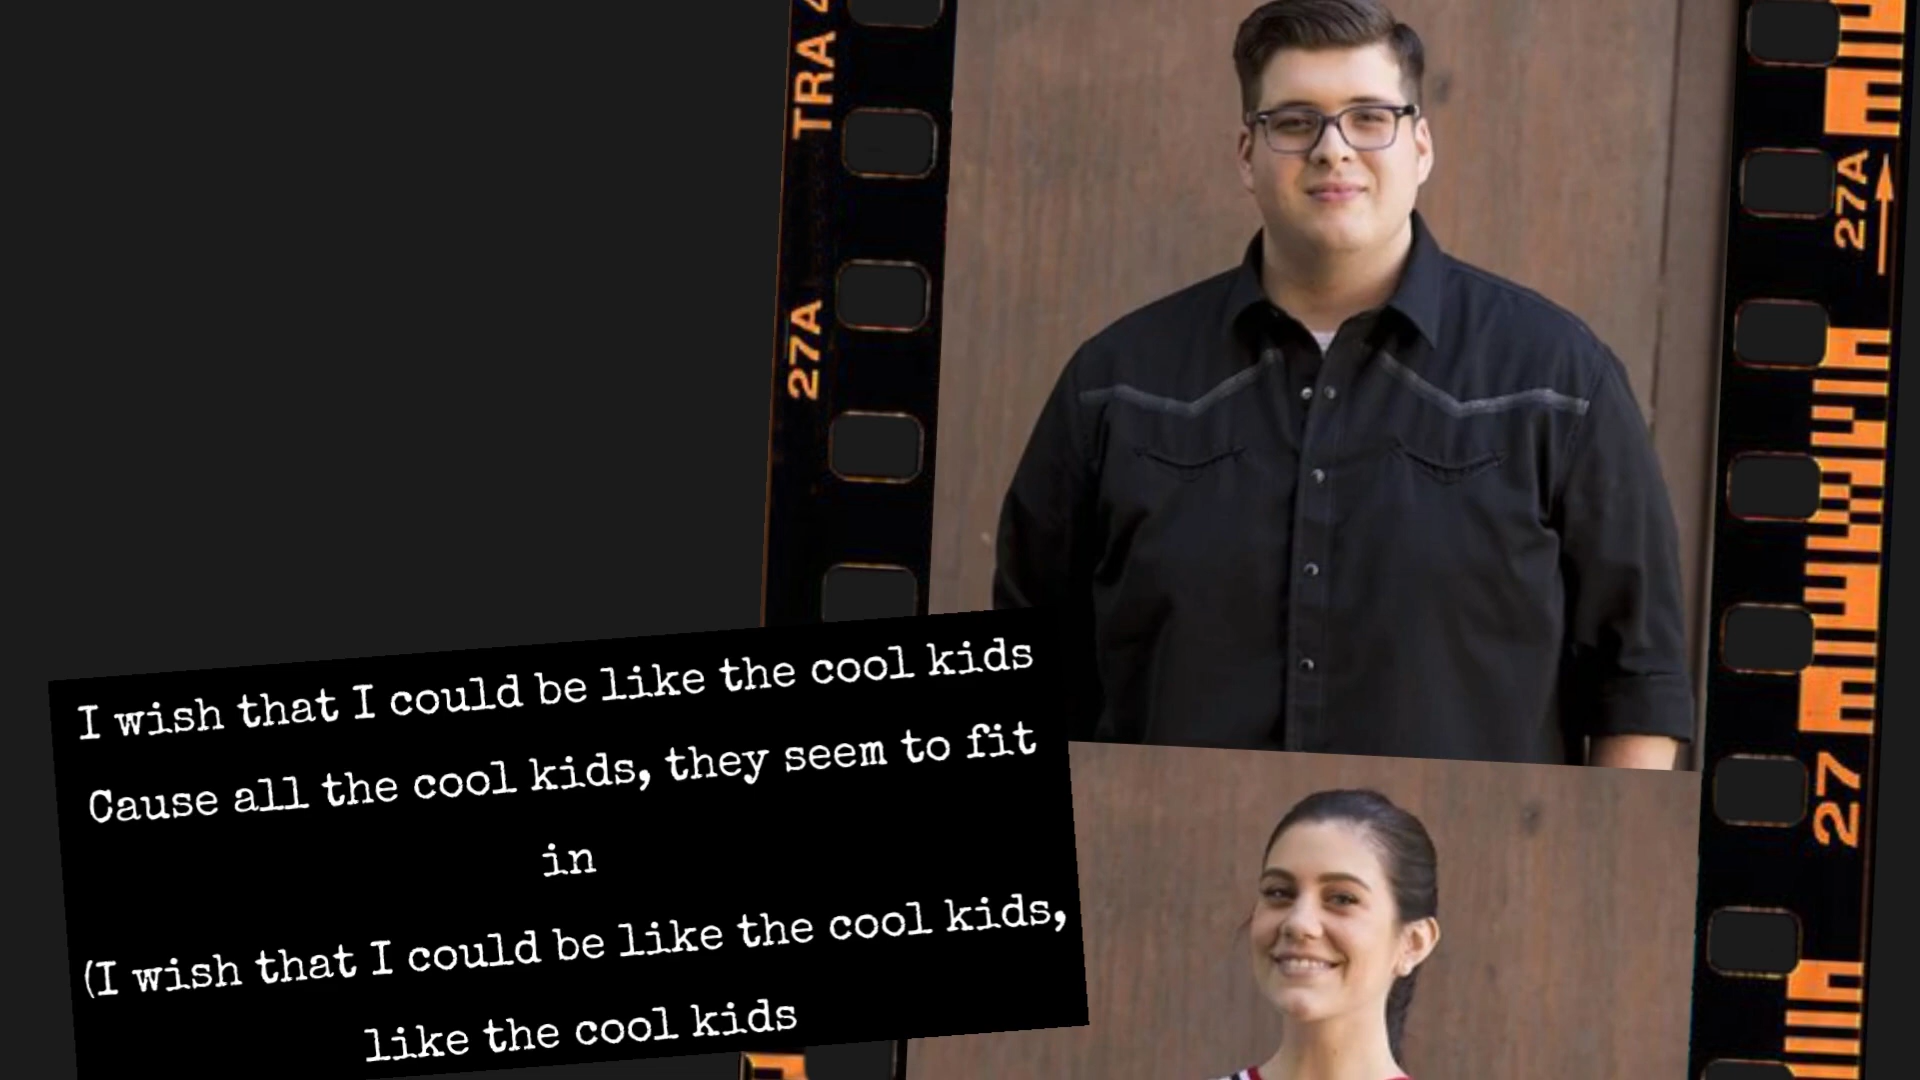 TRA 4
27A
27A
27
I wish that I could be like the cool kids
Cause all the cool kids, they seem to fit
in
(I wish that I could be like the cool kids,
like the cool kids